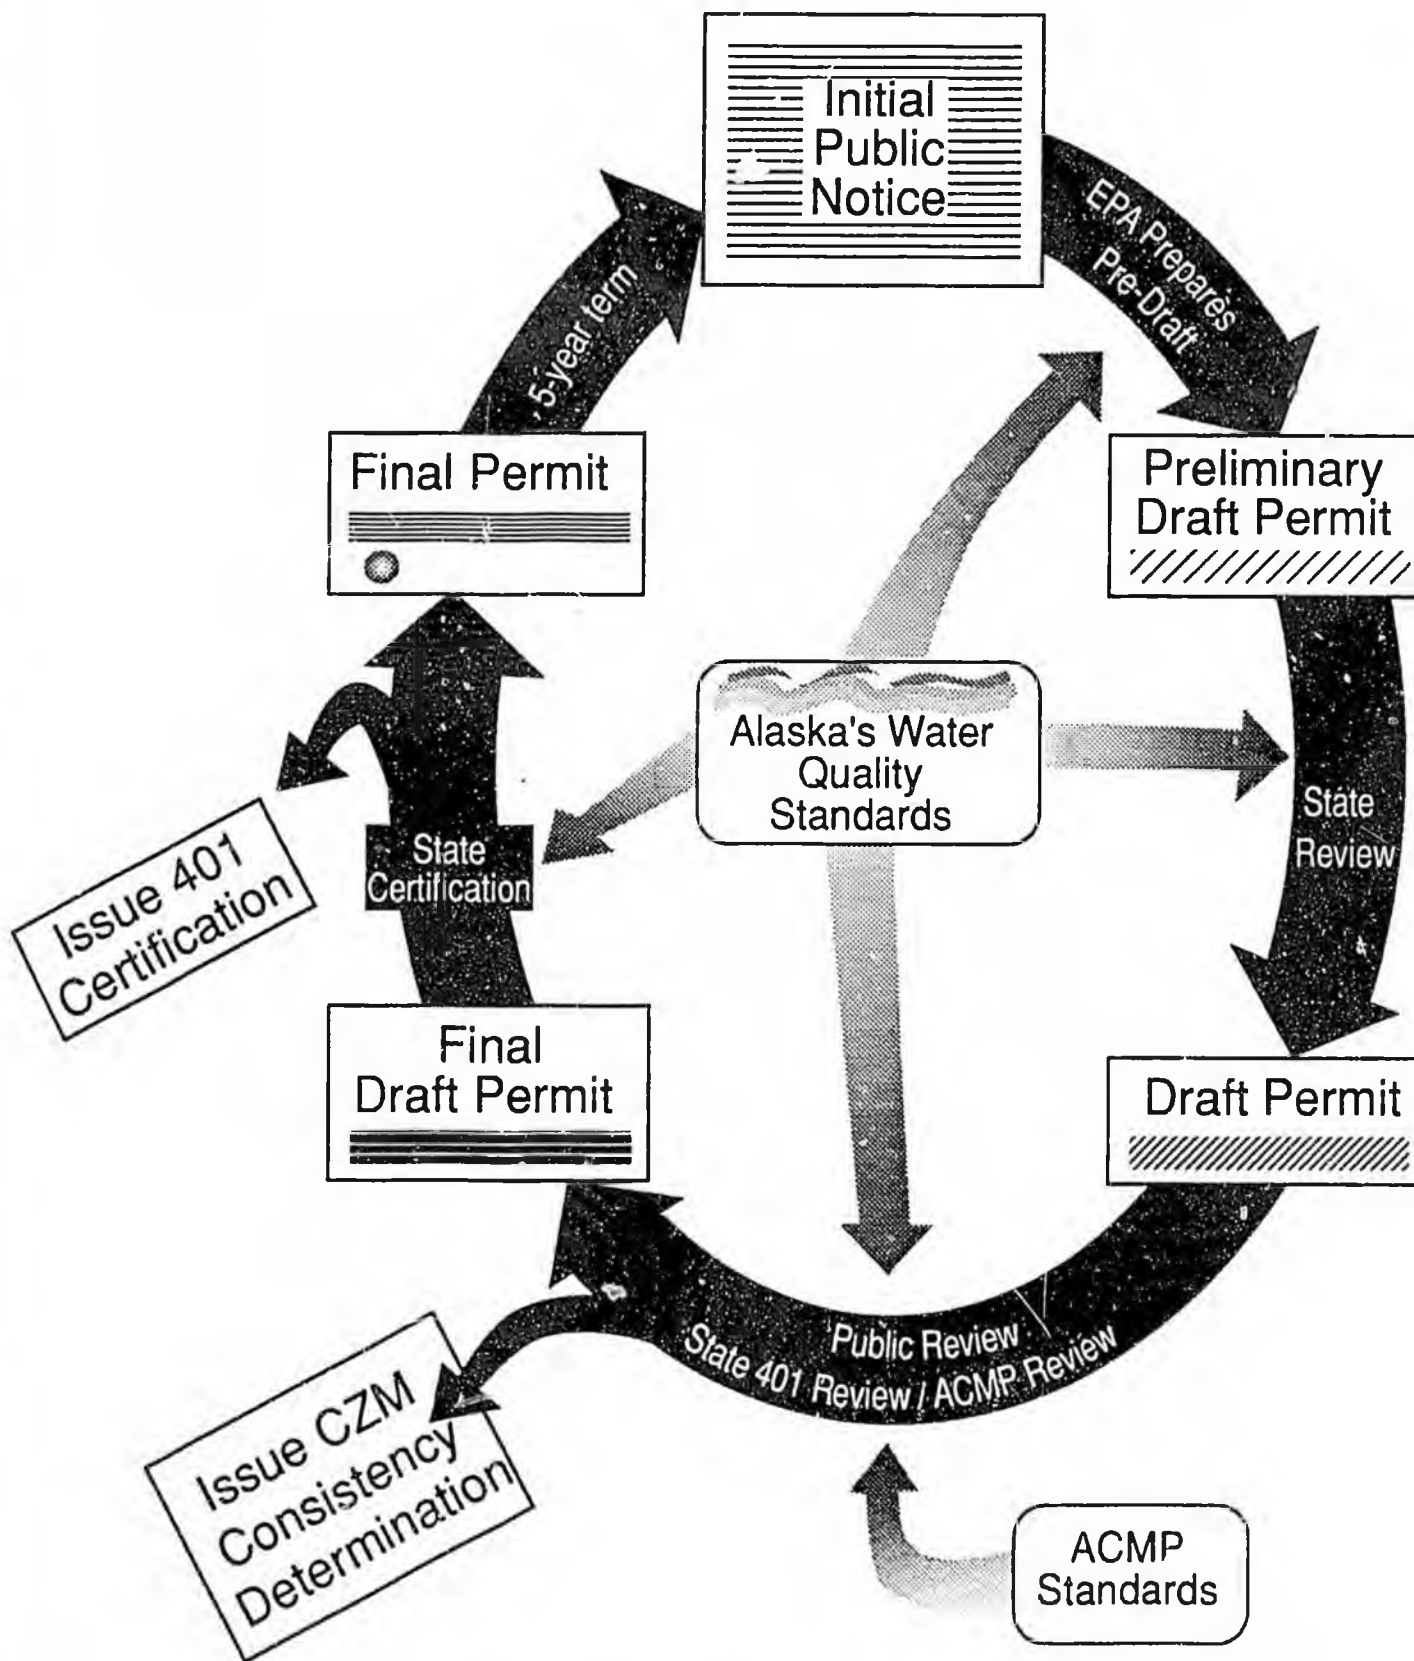 Initial
Public
Notice
EPA Prepares
Pre-Draft
5-year term
Final Permit
Preliminary
Draft Permit
Alaska's Water
Quality
Standards
State
Review
State
Certification
Issue 401
Certification
Final
Draft Permit
Draft Permit
Public Review
State 401 Review / ACMP Review
Issue CZM
Consistency
Determination
ACMP
Standards